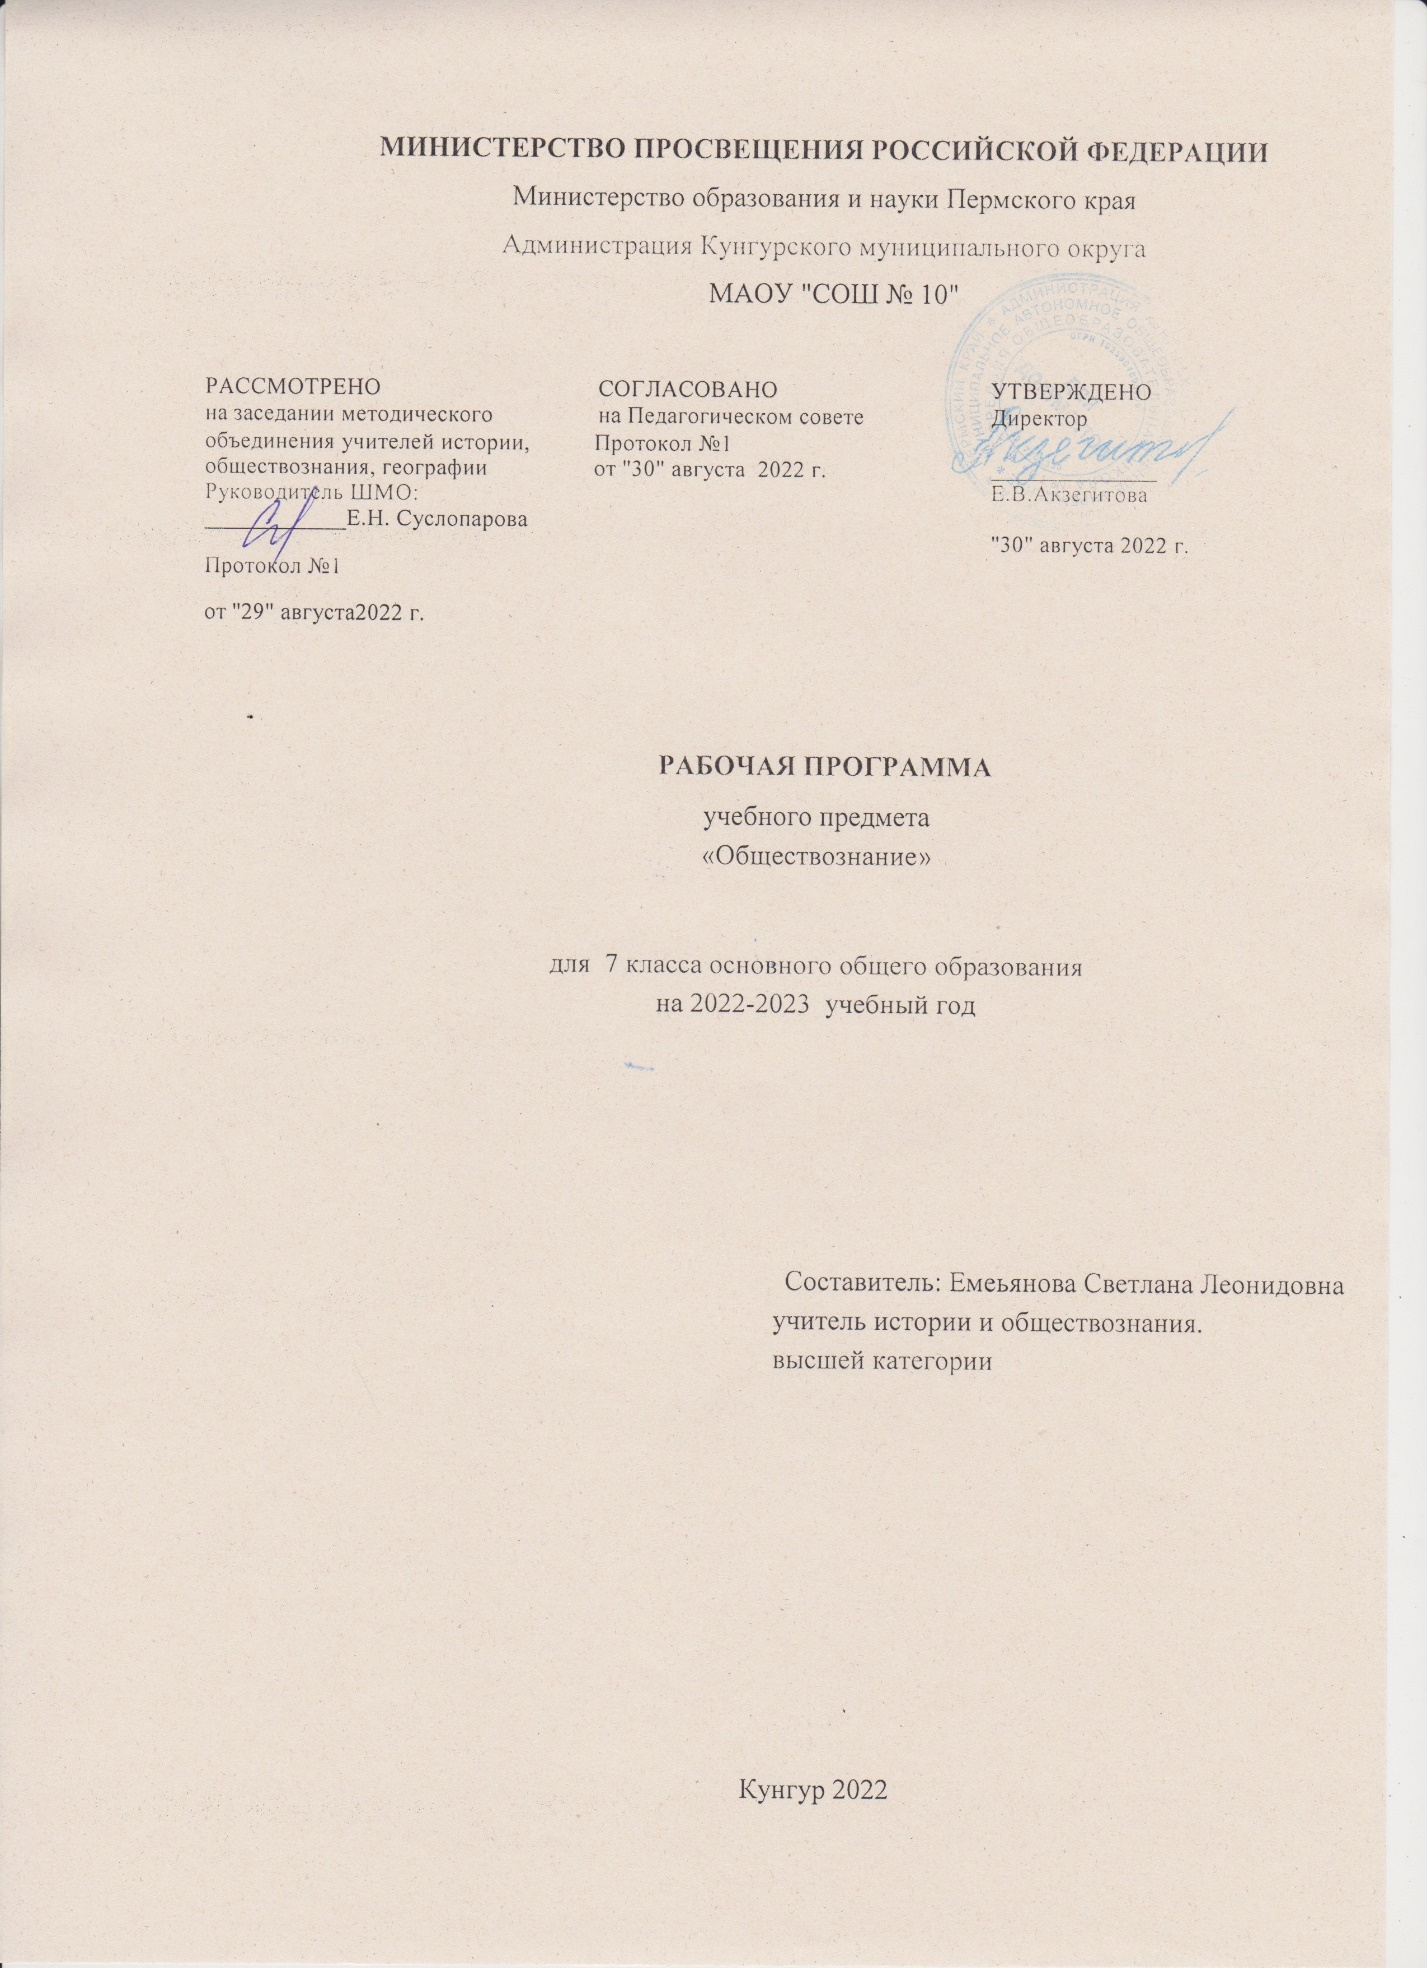 МИНИСТЕРСТВО ПРОСВЕЩЕНИЯ РОССИЙСКОЙ ФЕДЕРАЦИИ
Министерство образования и науки Пермского края
Администрация Кунгурского муниципального округа
МАОУ "СОШ № 10"
РАССМОТРЕНО
на заседании методического
объединения учителей истории,
обществознания, географии
Руководитель ШМО:
____________Е.Н. Суслопарова
Протокол №1
от "29" августа2022 г.
СОГЛАСОВАНО
на Педагогическом совете
Протокол №1
от "30" августа 2022 г.
УТВЕРЖДЕНО
Директор
Е.В.Акзегитова
"30" августа 2022 г.
РАБОЧАЯ ПРОГРАММА
учебного предмета
«Обществознание»
для 7 класса основного общего образования
на 2022-2023 учебный год
Составитель: Емеьянова Светлана Леонидовна
учитель истории и обществознания.
высшей категории
Кунгур 2022